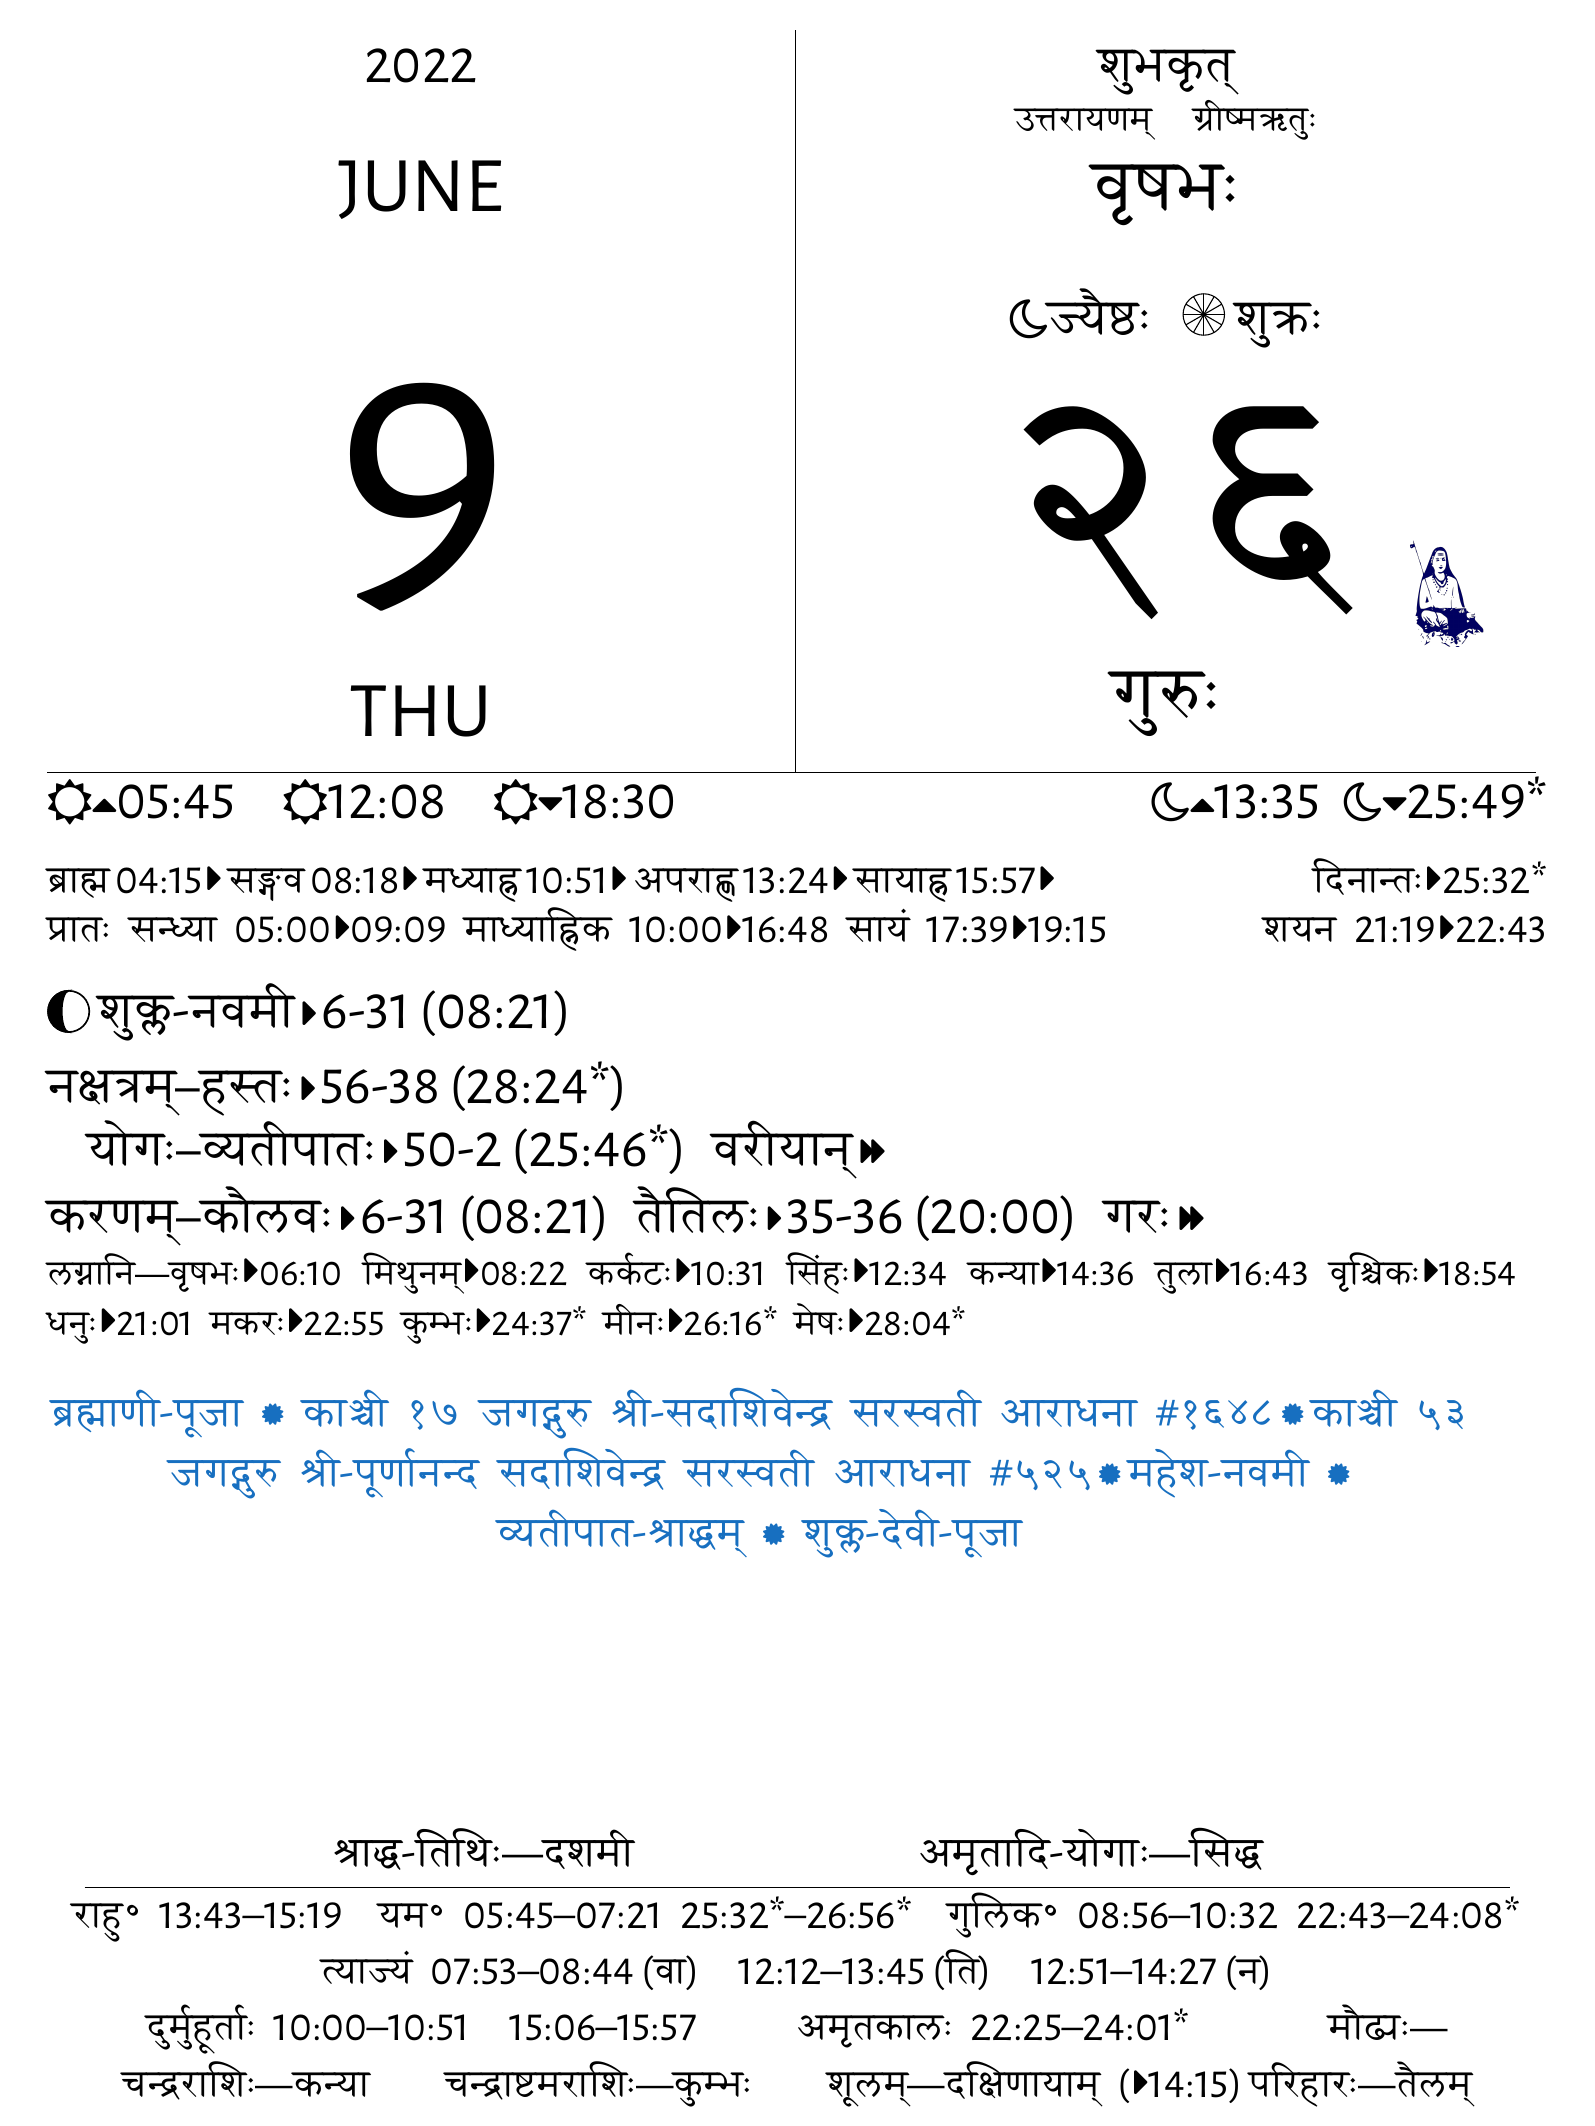 2022
JUNE
9
THU
शुभकृत्
उत्तरायणम् ग्रीष्मऋतुः
वृषभः
ज्यैष्ठः शुक्रः
२६
गुरुः
05:45 12:08 18:30 13:35 25:49*
ब्राह्म 04:15 सङ्गव 08:18 मध्याह्न 10:51 अपराह्ण 13:24 सायाह्न 15:57 दिनान्तः 25:32*
प्रातः सन्ध्या 05:00 09:09 माध्याह्निक 10:00 16:48 सायं 17:39 19:15 शयन 21:19 22:43
शुक्ल-नवमी 6-31 (08:21)
नक्षत्रम्–हस्तः 56-38 (28:24*)
योगः–व्यतीपातः 50-2 (25:46*) वरीयान्
करणम्–कौलवः 6-31 (08:21) तैतिलः 35-36 (20:00) गरः
लग्नानि—वृषभः 06:10 मिथुनम् 08:22 कर्कटः 10:31 सिंहः 12:34 कन्या 14:36 तुला 16:43 वृश्चिकः 18:54
धनुः 21:01 मकरः 22:55 कुम्भः 24:37* मीनः 26:16* मेषः 28:04*
ब्रह्माणी-पूजा काञ्ची १७ जगद्गुरु श्री-सदाशिवेन्द्र सरस्वती आराधना #१६४८ काञ्ची ५३
जगद्गुरु श्री-पूर्णानन्द सदाशिवेन्द्र सरस्वती आराधना #५२५ महेश-नवमी
व्यतीपात-श्राद्धम् शुक्ल-देवी-पूजा
श्राद्ध-तिथिः—दशमी अमृतादि-योगाः—सिद्ध
राहु॰ 13:43–15:19 यम॰ 05:45–07:21 25:32*–26:56* गुलिक॰ 08:56–10:32 22:43–24:08*
त्याज्यं 07:53–08:44 (वा) 12:12–13:45 (ति) 12:51–14:27 (न)
दुर्मुहूर्ताः 10:00–10:51 15:06–15:57 अमृतकालः 22:25–24:01* मौढ्यः—
चन्द्रराशिः—कन्या चन्द्राष्टमराशिः—कुम्भः शूलम्—दक्षिणायाम् (14:15) परिहारः—तैलम्